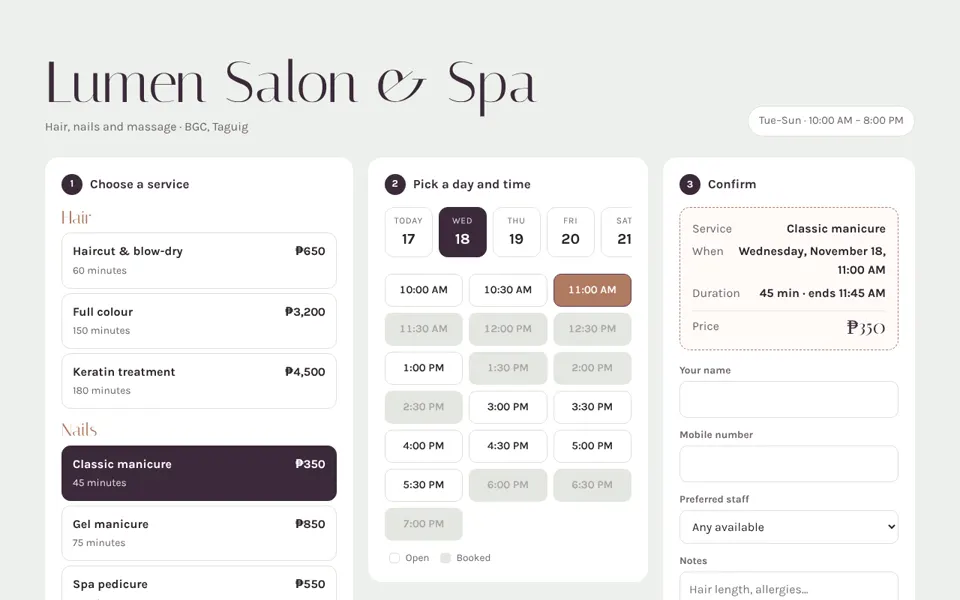 Lumen Salon & Spa
Hair, nails and massage · BGC, Taguig
Tue–Sun · 10:00 AM – 8:00 PM
1 Choose a service
Hair
Haircut & blow-dry ₱650
60 minutes
Full colour ₱3,200
150 minutes
Keratin treatment ₱4,500
180 minutes
Nails
Classic manicure ₱350
45 minutes
Gel manicure ₱850
75 minutes
Spa pedicure ₱550
2 Pick a day and time
TODAY WED THU FRI SAT
17 18 19 20 21
10:00 AM 10:30 AM 11:00 AM
11:30 AM 12:00 PM 12:30 PM
1:00 PM 1:30 PM 2:00 PM
2:30 PM 3:00 PM 3:30 PM
4:00 PM 4:30 PM 5:00 PM
5:30 PM 6:00 PM 6:30 PM
7:00 PM
Open Booked
3 Confirm
Service Classic manicure
When Wednesday, November 18,
11:00 AM
Duration 45 min · ends 11:45 AM
Price ₱350
Your name
Mobile number
Preferred staff
Any available
Notes
Hair length, allergies…